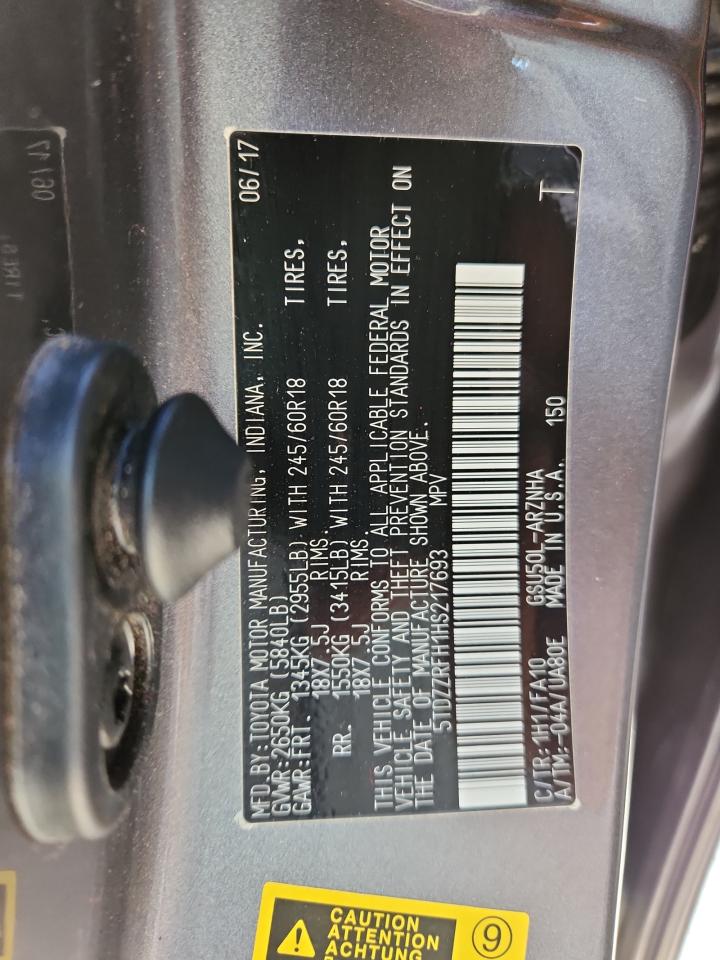 MFD.BY:TOYOTA MOTOR MANUFACTURING, INDIANA, INC. 06/17
GVWR:2650KG (5840LB)
GAWR:FRT. 1345KG (2955LB) WITH 245/60R18 TIRES,
18X7.5J RIMS.
RR. 1550KG (3415LB) WITH 245/60R18 TIRES,
18X7.5J RIMS.
THIS VEHICLE CONFORMS TO ALL APPLICABLE FEDERAL MOTOR
VEHICLE SAFETY AND THEFT PREVENTION STANDARDS IN EFFECT ON
THE DATE OF MANUFACTURE SHOWN ABOVE.
5TDZZRFH1HS217693 MPV
C/TR:1H1/FA10 GSU50L-ARZNHA
A/TM:-04A/UA80E MADE IN U.S.A. 150 T
CAUTION
ATTENTION
ACHTUNG
9
06/17
TIRES,